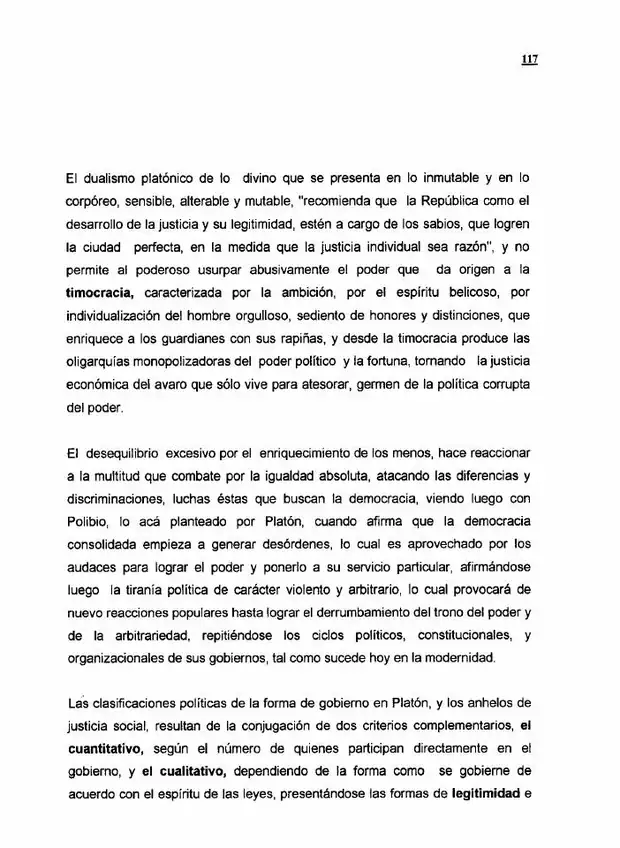 117
El dualismo platónico de lo divino que se presenta en lo inmutable y en lo
corpóreo, sensible, alterable y mutable, "recomienda que la República como el
desarrollo de la justicia y su legitimidad, estén a cargo de los sabios, que logren
la ciudad perfecta, en la medida que la justicia individual sea razón", y no
permite al poderoso usurpar abusivamente el poder que da origen a la
timocracia, caracterizada por la ambición, por el espíritu belicoso, por
individualización del hombre orgulloso, sediento de honores y distinciones, que
enriquece a los guardianes con sus rapiñas, y desde la timocracia produce las
oligarquías monopolizadoras del poder político y la fortuna, tornando la justicia
económica del avaro que sólo vive para atesorar, germen de la política corrupta
del poder.
El desequilibrio excesivo por el enriquecimiento de los menos, hace reaccionar
a la multitud que combate por la igualdad absoluta, atacando las diferencias y
discriminaciones, luchas éstas que buscan la democracia, viendo luego con
Polibio, lo acá planteado por Platón, cuando afirma que la democracia
consolidada empieza a generar desórdenes, lo cual es aprovechado por los
audaces para lograr el poder y ponerlo a su servicio particular, afirmándose
luego la tiranía política de carácter violento y arbitrario, lo cual provocará de
nuevo reacciones populares hasta lograr el derrumbamiento del trono del poder y
de la arbitrariedad, repitiéndose los ciclos políticos, constitucionales, y
organizacionales de sus gobiernos, tal como sucede hoy en la modernidad.
Las clasificaciones políticas de la forma de gobierno en Platón, y los anhelos de
justicia social, resultan de la conjugación de dos criterios complementarios, el
cuantitativo, según el número de quienes participan directamente en el
gobierno, y el cualitativo, dependiendo de la forma como se gobierne de
acuerdo con el espíritu de las leyes, presentándose las formas de legitimidad e